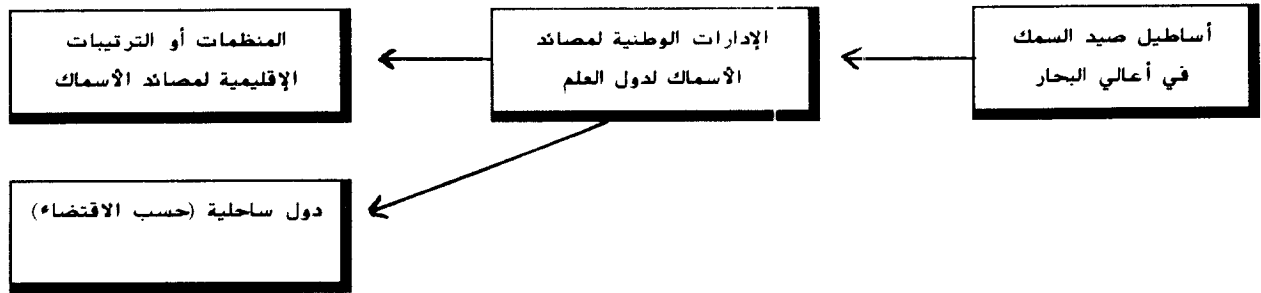 أساطيل صيد السمك
في أعالي البحار
الإدارات الوطنية لمصائد
الأسماك لدول العلم
المنظمات أو الترتيبات
الإقليمية لمصائد الأسماك
دول ساحلية (حسب الاقتضاء)